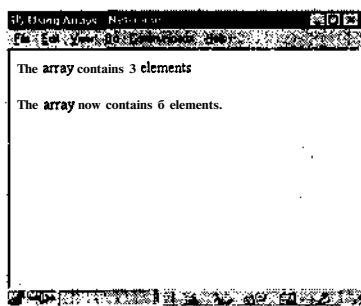 Using Arrays - Netscape
File Edit View Go Communicator Help
The array contains 3 elements
The array now contains 6 elements.